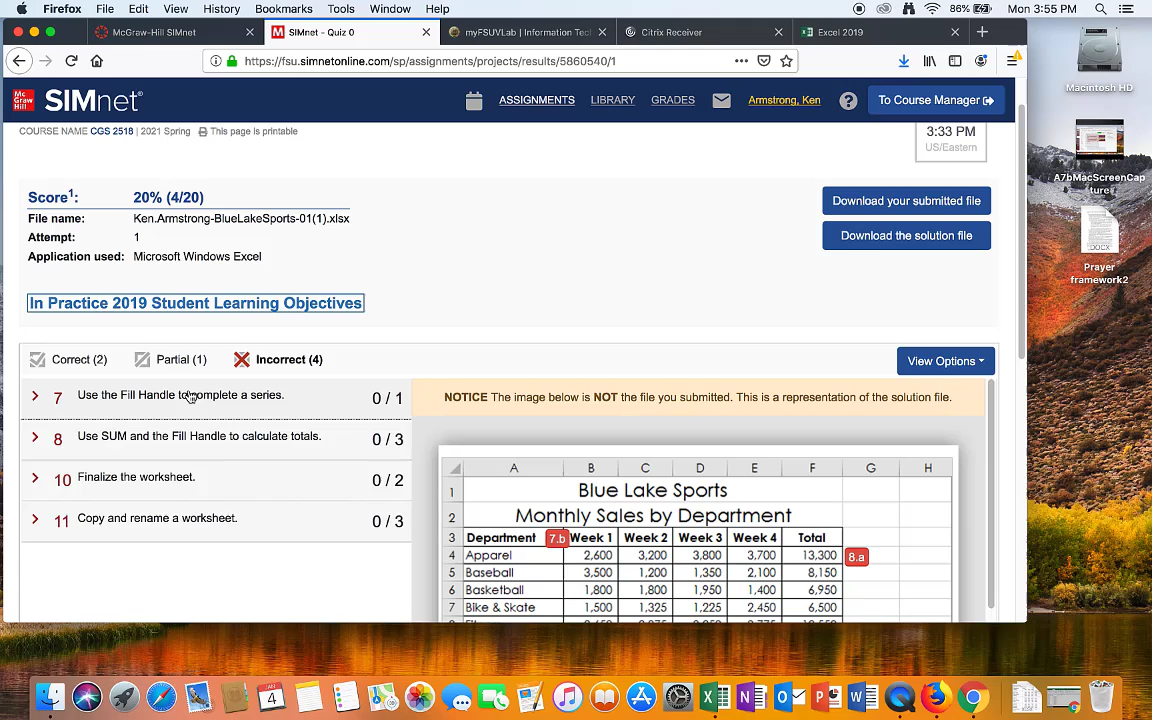 Firefox File Edit View History Bookmarks Tools Window Help 86% Mon 3:55 PM
McGraw-Hill SIMnet SIMnet - Quiz 0 myFSUVLab | Information Tec Citrix Receiver Excel 2019
https://fsu.simnetonline.com/sp/assignments/projects/results/5860540/1
Macintosh HD
Mc Graw Hill SIMnet ASSIGNMENTS LIBRARY GRADES Armstrong, Ken ? To Course Manager
COURSE NAME CGS 2518 | 2021 Spring This page is printable
3:33 PM
US/Eastern
A7bMacScreenCap
ture
Score1: 20% (4/20)
File name: Ken.Armstrong-BlueLakeSports-01(1).xlsx
Attempt: 1
Application used: Microsoft Windows Excel
Download your submitted file
Download the solution file
DOCX
Prayer
framework2
In Practice 2019 Student Learning Objectives
Correct (2) Partial (1) Incorrect (4) View Options
7 Use the Fill Handle to complete a series. 0 / 1
8 Use SUM and the Fill Handle to calculate totals. 0 / 3
10 Finalize the worksheet. 0 / 2
11 Copy and rename a worksheet. 0 / 3
NOTICE The image below is NOT the file you submitted. This is a representation of the solution file.
A B C D E F G H
1 Blue Lake Sports
2 Monthly Sales by Department
3 Department 7.b Week 1 Week 2 Week 3 Week 4 Total
4 Apparel 2,600 3,200 3,800 3,700 13,300 8.a
5 Baseball 3,500 1,200 1,350 2,100 8,150
6 Basketball 1,800 1,800 1,950 1,400 6,950
7 Bike & Skate 1,500 1,325 1,225 2,450 6,500